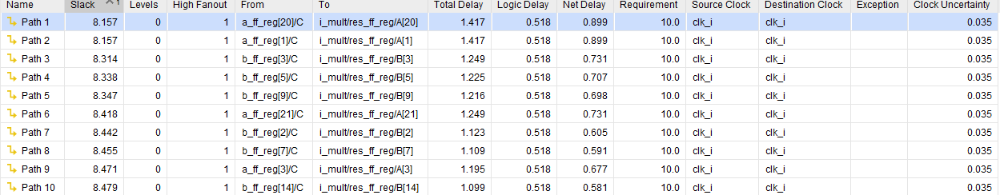 Name Slack 1 Levels High Fanout From To Total Delay Logic Delay Net Delay Requirement Source Clock Destination Clock Exception Clock Uncertainty
Path 1 8.157 0 1 a_ff_reg[20]/C i_mult/res_ff_reg/A[20] 1.417 0.518 0.899 10.0 clk_i clk_i 0.035
Path 2 8.157 0 1 a_ff_reg[1]/C i_mult/res_ff_reg/A[1] 1.417 0.518 0.899 10.0 clk_i clk_i 0.035
Path 3 8.314 0 1 b_ff_reg[3]/C i_mult/res_ff_reg/B[3] 1.249 0.518 0.731 10.0 clk_i clk_i 0.035
Path 4 8.338 0 1 b_ff_reg[5]/C i_mult/res_ff_reg/B[5] 1.225 0.518 0.707 10.0 clk_i clk_i 0.035
Path 5 8.347 0 1 b_ff_reg[9]/C i_mult/res_ff_reg/B[9] 1.216 0.518 0.698 10.0 clk_i clk_i 0.035
Path 6 8.418 0 1 a_ff_reg[21]/C i_mult/res_ff_reg/A[21] 1.249 0.518 0.731 10.0 clk_i clk_i 0.035
Path 7 8.442 0 1 b_ff_reg[2]/C i_mult/res_ff_reg/B[2] 1.123 0.518 0.605 10.0 clk_i clk_i 0.035
Path 8 8.455 0 1 b_ff_reg[7]/C i_mult/res_ff_reg/B[7] 1.109 0.518 0.591 10.0 clk_i clk_i 0.035
Path 9 8.471 0 1 a_ff_reg[3]/C i_mult/res_ff_reg/A[3] 1.195 0.518 0.677 10.0 clk_i clk_i 0.035
Path 10 8.479 0 1 b_ff_reg[14]/C i_mult/res_ff_reg/B[14] 1.099 0.518 0.581 10.0 clk_i clk_i 0.035